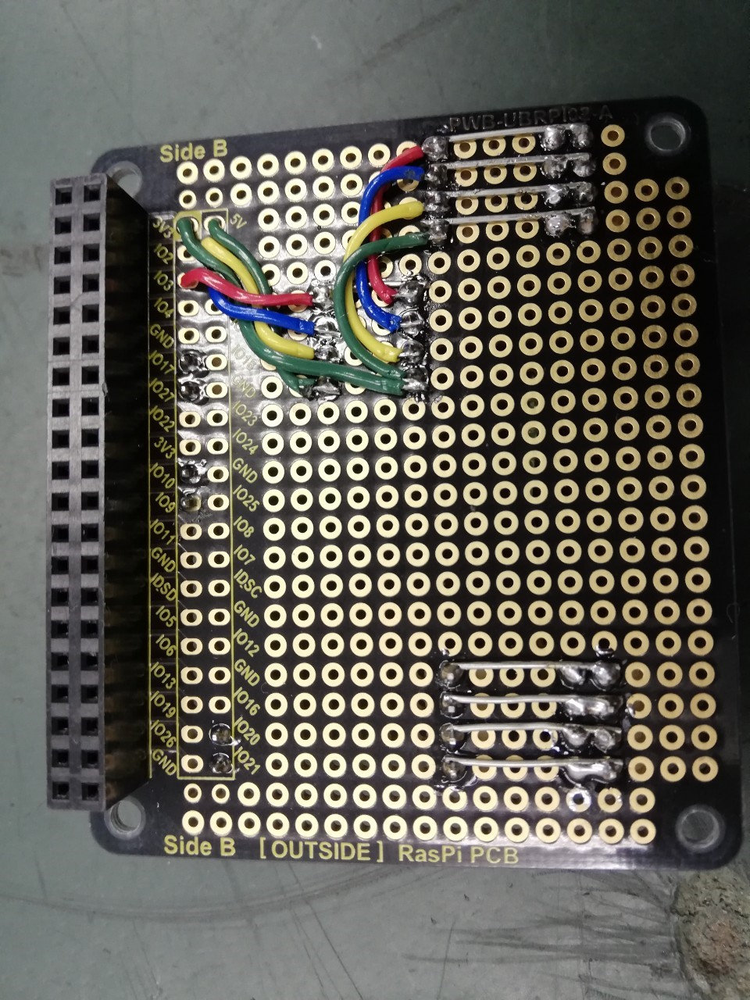 PWB-UBRPI02-A
Side B
3V3
5V
IO2
IO3
IO4
GND
IO17
IO18
IO27
GND
IO22
IO23
3V3
IO24
IO10
GND
IO9
IO25
IO11
IO8
GND
IO7
IDSD
IDSC
IO5
GND
IO6
IO12
IO13
GND
IO19
IO16
IO26
IO20
GND
IO21
Side B [ OUTSIDE ] RasPi PCB